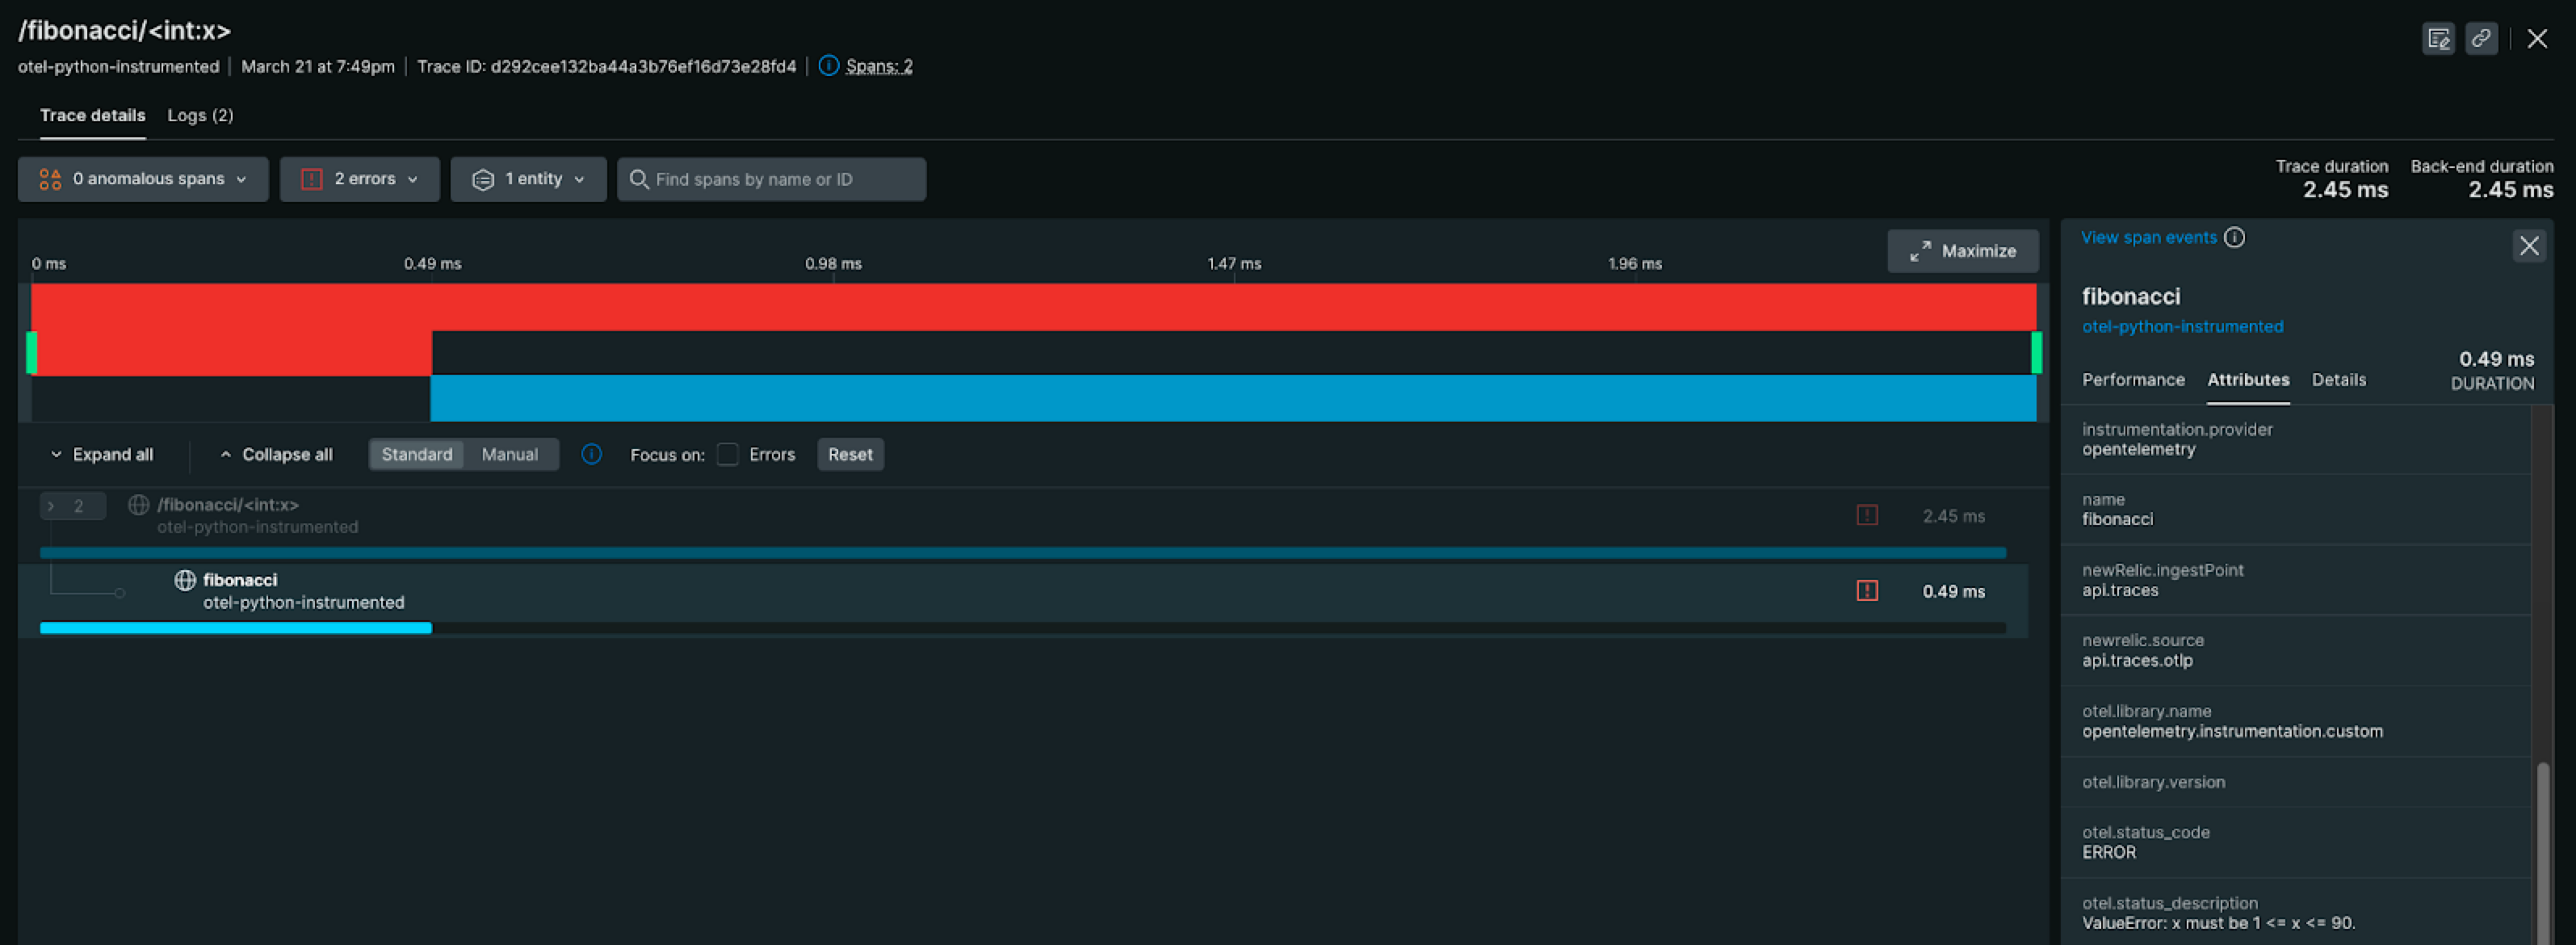 /fibonacci/<int:x>
otel-python-instrumented | March 21 at 7:49pm | Trace ID: d292cee132ba44a3b76ef16d73e28fd4 | Spans: 2
Trace details Logs (2)
0 anomalous spans 2 errors 1 entity Find spans by name or ID
Trace duration Back-end duration
2.45 ms 2.45 ms
0 ms 0.49 ms 0.98 ms 1.47 ms 1.96 ms Maximize
Expand all Collapse all Standard Manual Focus on: Errors Reset
2 /fibonacci/<int:x> 2.45 ms
otel-python-instrumented
fibonacci 0.49 ms
otel-python-instrumented
View span events
fibonacci
otel-python-instrumented
0.49 ms
DURATION
Performance Attributes Details
instrumentation.provider
opentelemetry
name
fibonacci
newRelic.ingestPoint
api.traces
newrelic.source
api.traces.otlp
otel.library.name
opentelemetry.instrumentation.custom
otel.library.version
otel.status_code
ERROR
otel.status_description
ValueError: x must be 1 <= x <= 90.